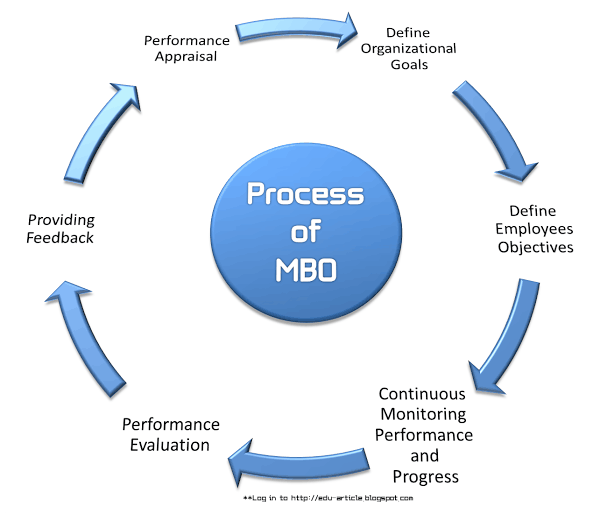 Performance
Appraisal
Define
Organizational
Goals
Define
Employees
Objectives
Continuous
Monitoring
Performance
and
Progress
Performance
Evaluation
Providing
Feedback
Process
of
MBO
**Log in to http://edu-article.blogspot.com